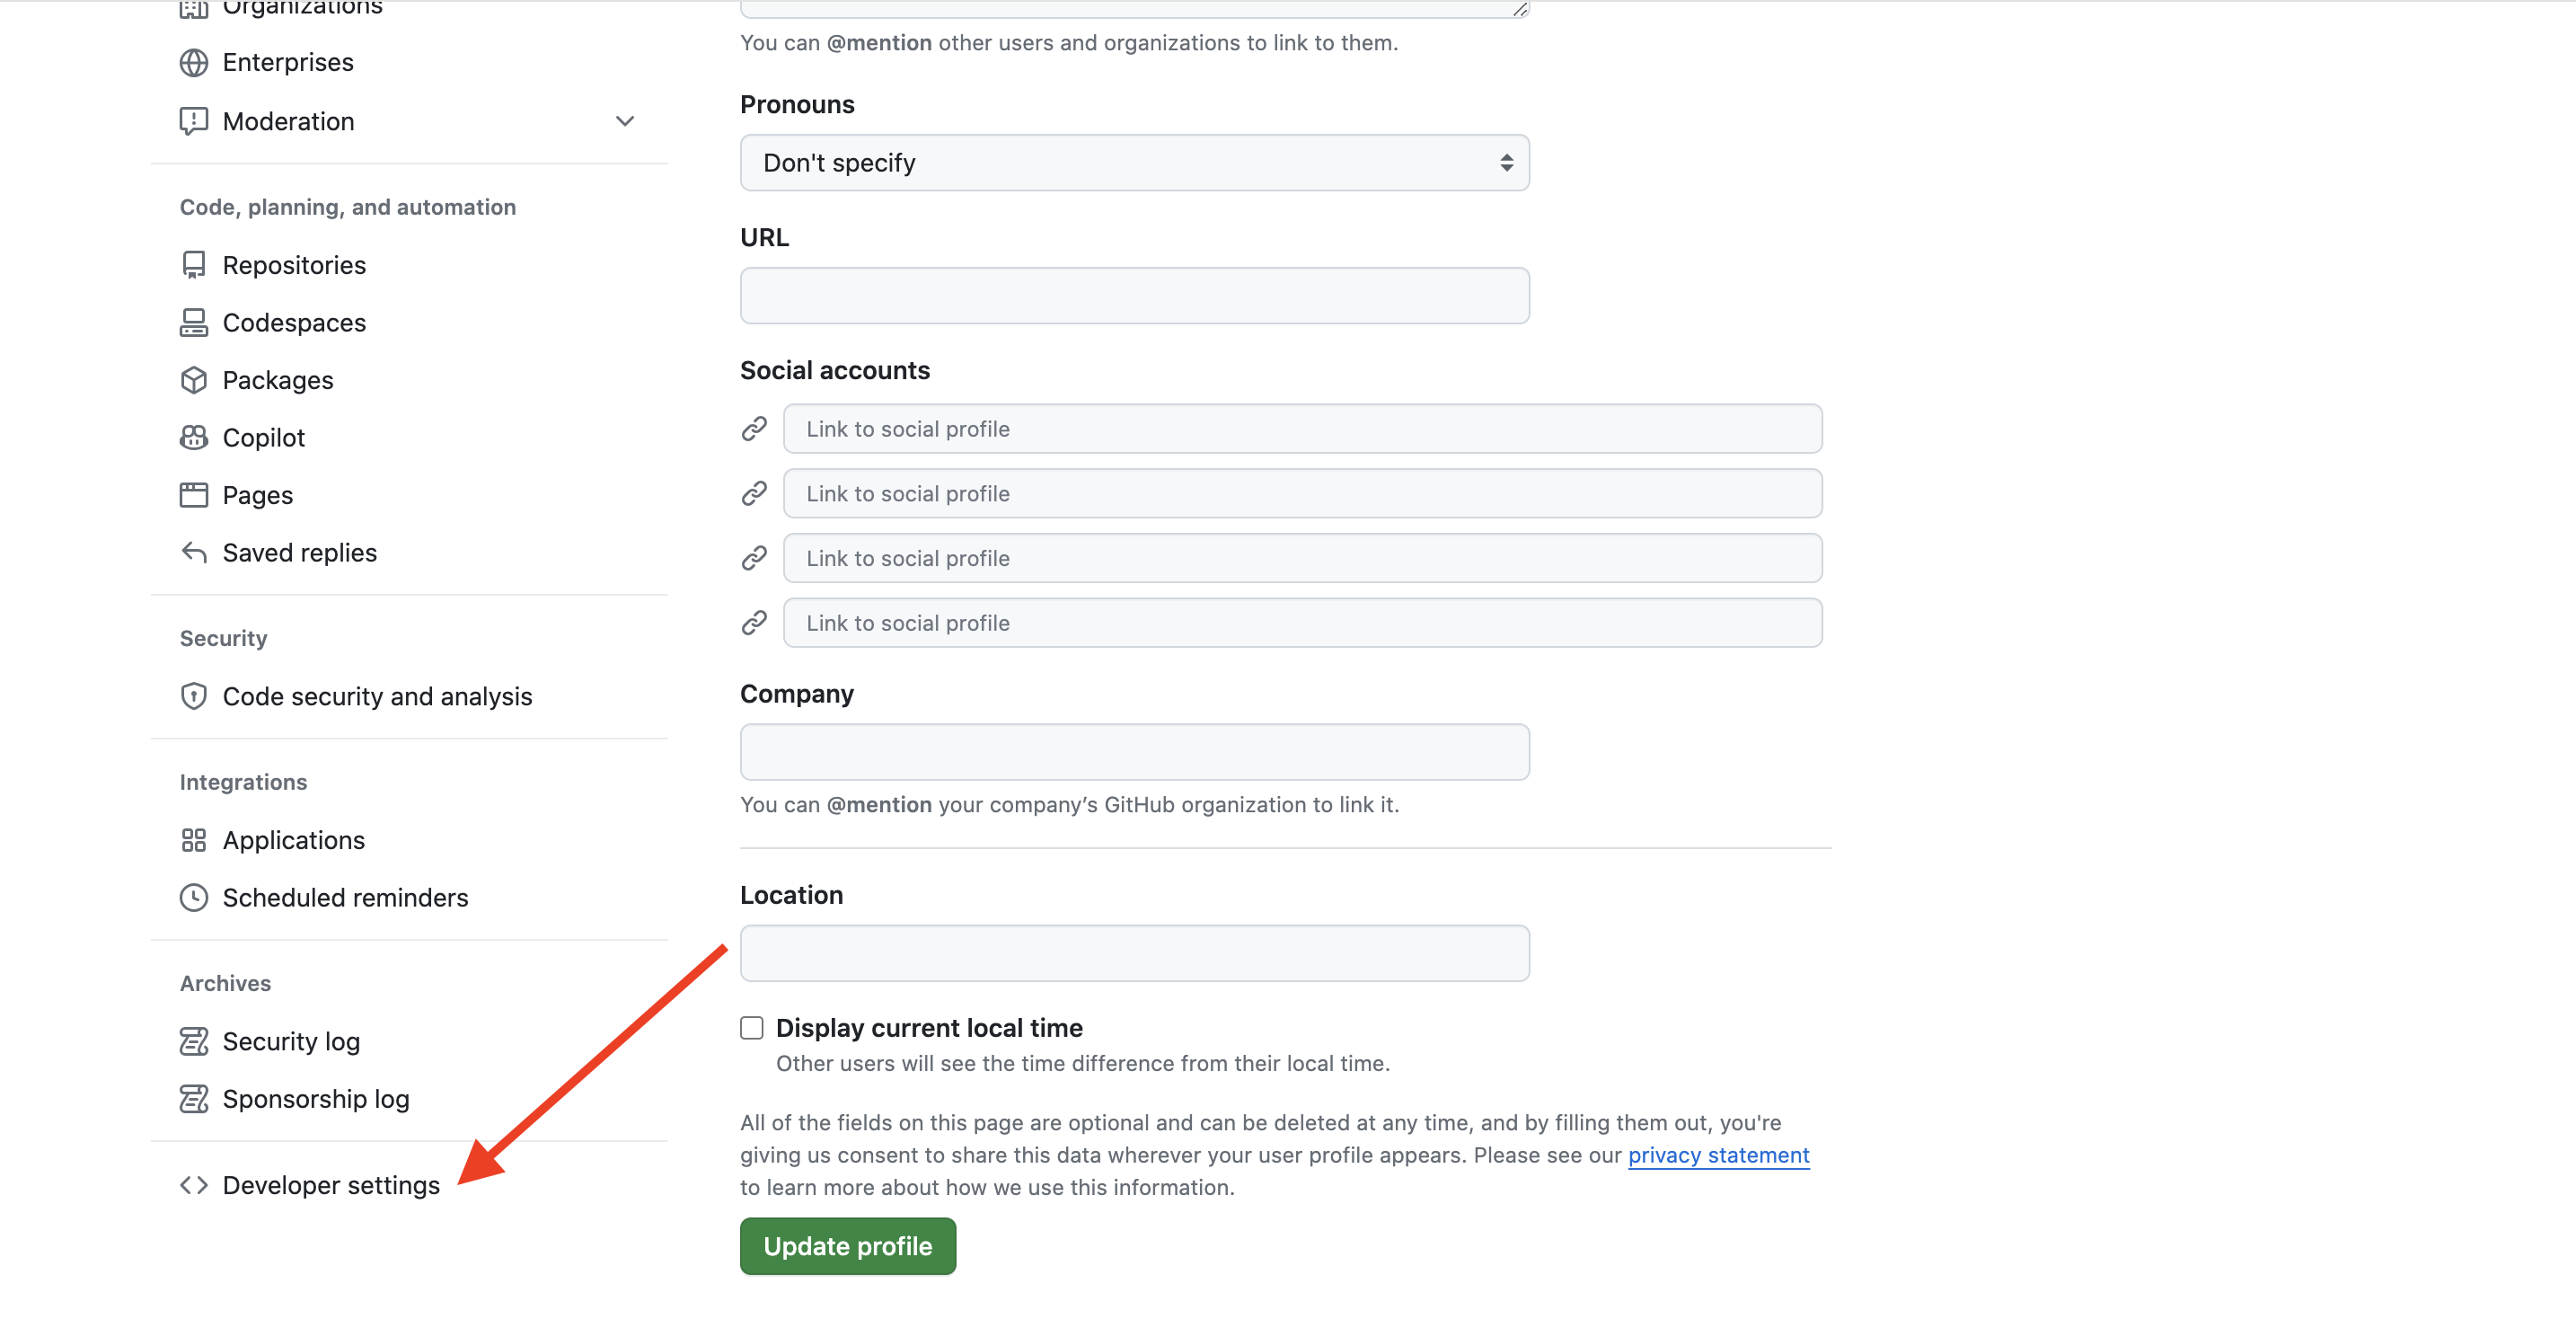 Organizations
Enterprises
Moderation
Code, planning, and automation
Repositories
Codespaces
Packages
Copilot
Pages
Saved replies
Security
Code security and analysis
Integrations
Applications
Scheduled reminders
Archives
Security log
Sponsorship log
Developer settings
You can @mention other users and organizations to link to them.
Pronouns
Don't specify
URL
Social accounts
Link to social profile
Link to social profile
Link to social profile
Link to social profile
Company
You can @mention your company’s GitHub organization to link it.
Location
Display current local time
Other users will see the time difference from their local time.
All of the fields on this page are optional and can be deleted at any time, and by filling them out, you're
giving us consent to share this data wherever your user profile appears. Please see our privacy statement
to learn more about how we use this information.
Update profile